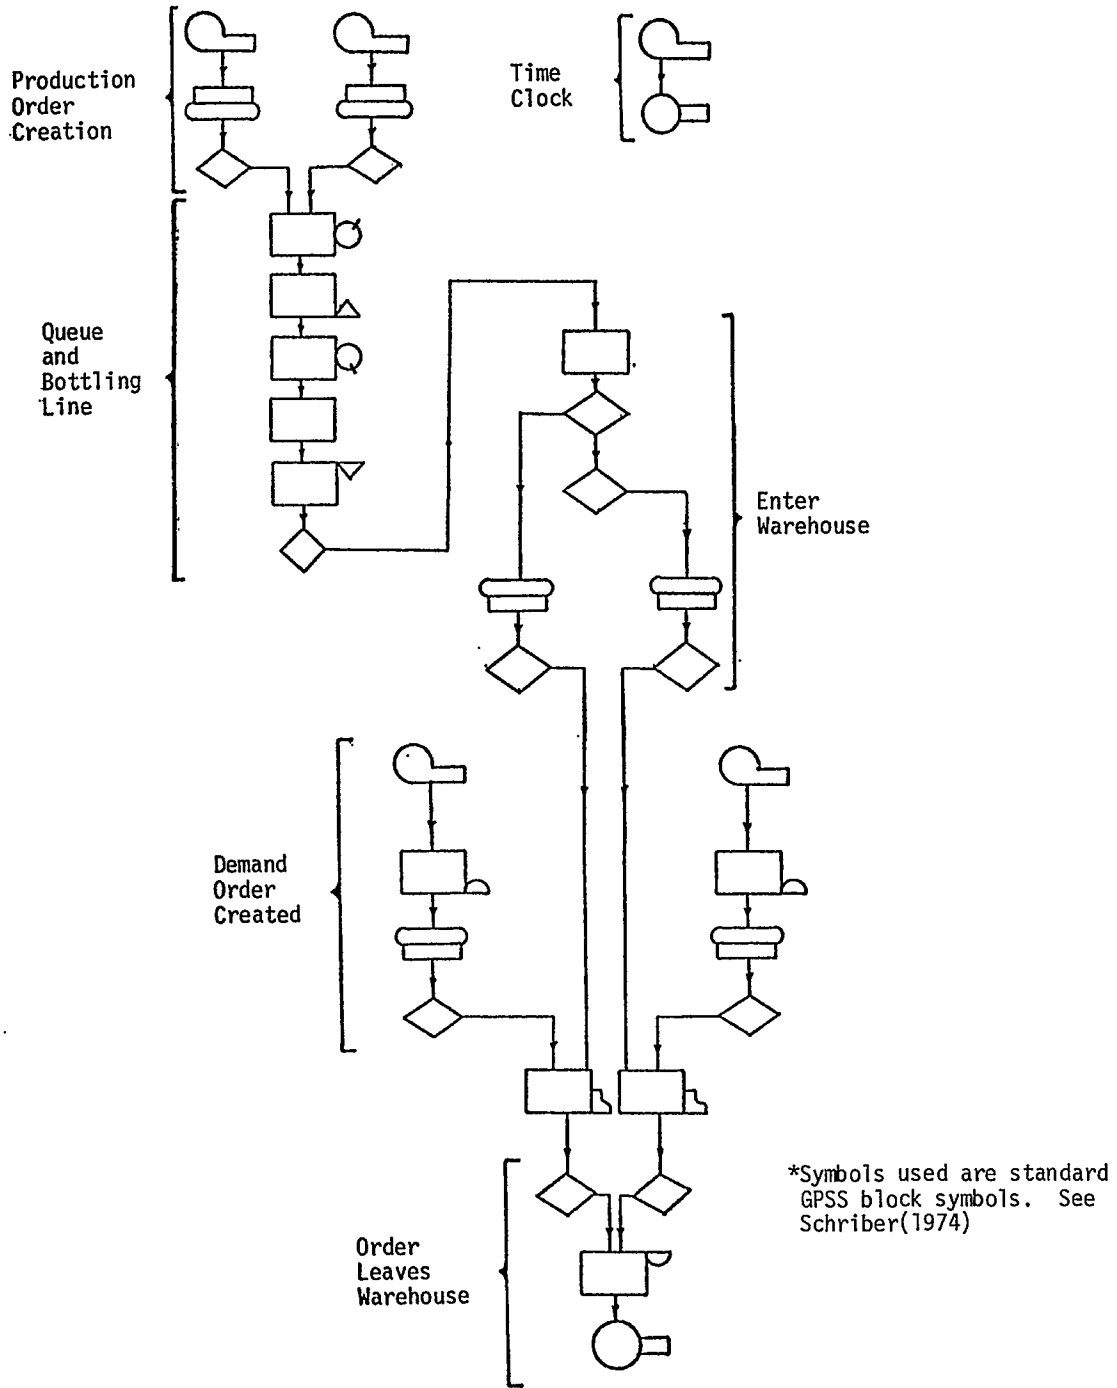 Production
Order
Creation
Time
Clock
Queue
and
Bottling
Line
Enter
Warehouse
Demand
Order
Created
*Symbols used are standard
GPSS block symbols. See
Schriber(1974)
Order
Leaves
Warehouse